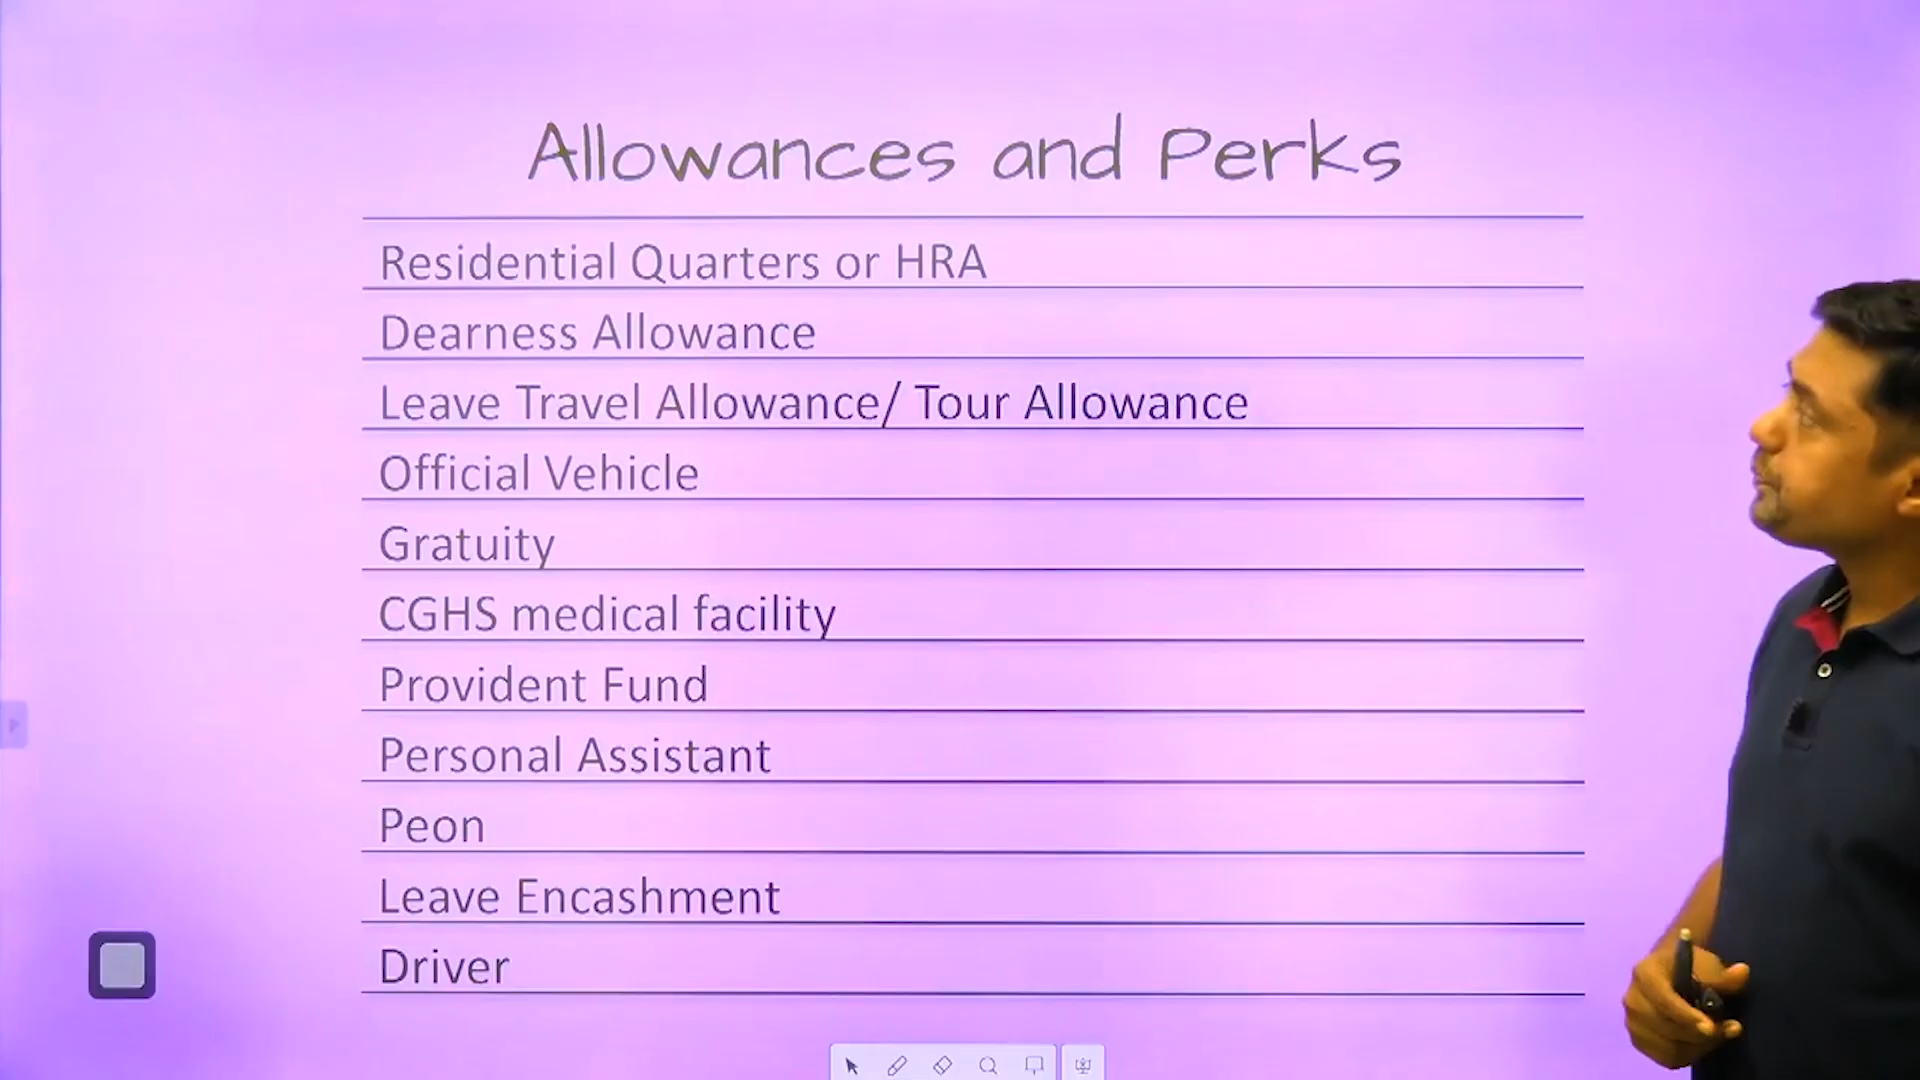 Allowances and Perks
Residential Quarters or HRA
Dearness Allowance
Leave Travel Allowance/ Tour Allowance
Official Vehicle
Gratuity
CGHS medical facility
Provident Fund
Personal Assistant
Peon
Leave Encashment
Driver